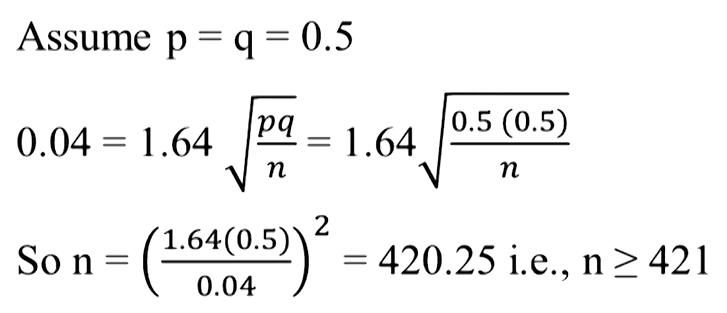 Assume p = q = 0.5
0.04 = 1.64 √(pq/n) = 1.64 √(0.5 (0.5)/n)
So n = (1.64(0.5)/0.04)² = 420.25 i.e., n ≥ 421